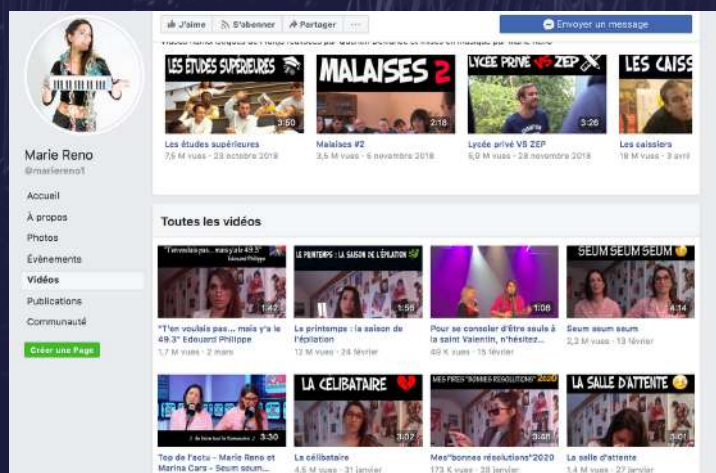 J'aime
S'abonner
Partager
Envoyer un message
LES ÉTUDES SUPÉRIEURES
3:50
Les études supérieures
7,6 M vues · 23 octobre 2018
MALAISES 2
2:18
Malaises #2
3,5 M vues · 6 novembre 2018
LYCÉE PRIVÉ VS ZEP
3:26
Lycée privé VS ZEP
vues · 28 novembre 2018
LES CAISS
Les caissiers
18 M vues · 3 avril
Marie Reno
@mariereno1
Accueil
À propos
Photos
Évènements
Vidéos
Publications
Communauté
Créer une Page
Toutes les vidéos
"T'en voulais pas... mais y'a le 49.3"
Edouard Philippe
1:42
"T'en voulais pas... mais y'a le
49.3" Edouard Philippe
1,7 M vues · 2 mars
LE PRINTEMPS : LA SAISON DE L'ÉPILATION
1:56
Le printemps : la saison de
l'épilation
12 M vues · 24 février
1:08
Pour se consoler d'être seule à
la saint Valentin, n'hésitez...
49 K vues · 15 février
SEUM SEUM SEUM
4:14
Seum seum seum
2,2 M vues · 13 février
3:30
Top de l'actu - Marie Reno et
Marina Cars - Seum seum...
LA CÉLIBATAIRE
3:02
La célibataire
4,5 M vues · 31 janvier
MES PIRES "BONNES RESOLUTIONS" 2020
3:48
Mes"bonnes résolutions"2020
173 K vues · 28 janvier
LA SALLE D'ATTENTE
3:01
La salle d'attente
1,4 M vues · 27 janvier